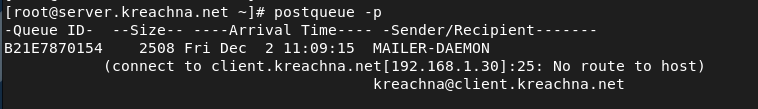 [root@server.kreachna.net ~]# postqueue -p
-Queue ID-  --Size-- ----Arrival Time---- -Sender/Recipient-------
B21E7870154    2508 Fri Dec  2 11:09:15  MAILER-DAEMON
(connect to client.kreachna.net[192.168.1.30]:25: No route to host)
kreachna@client.kreachna.net